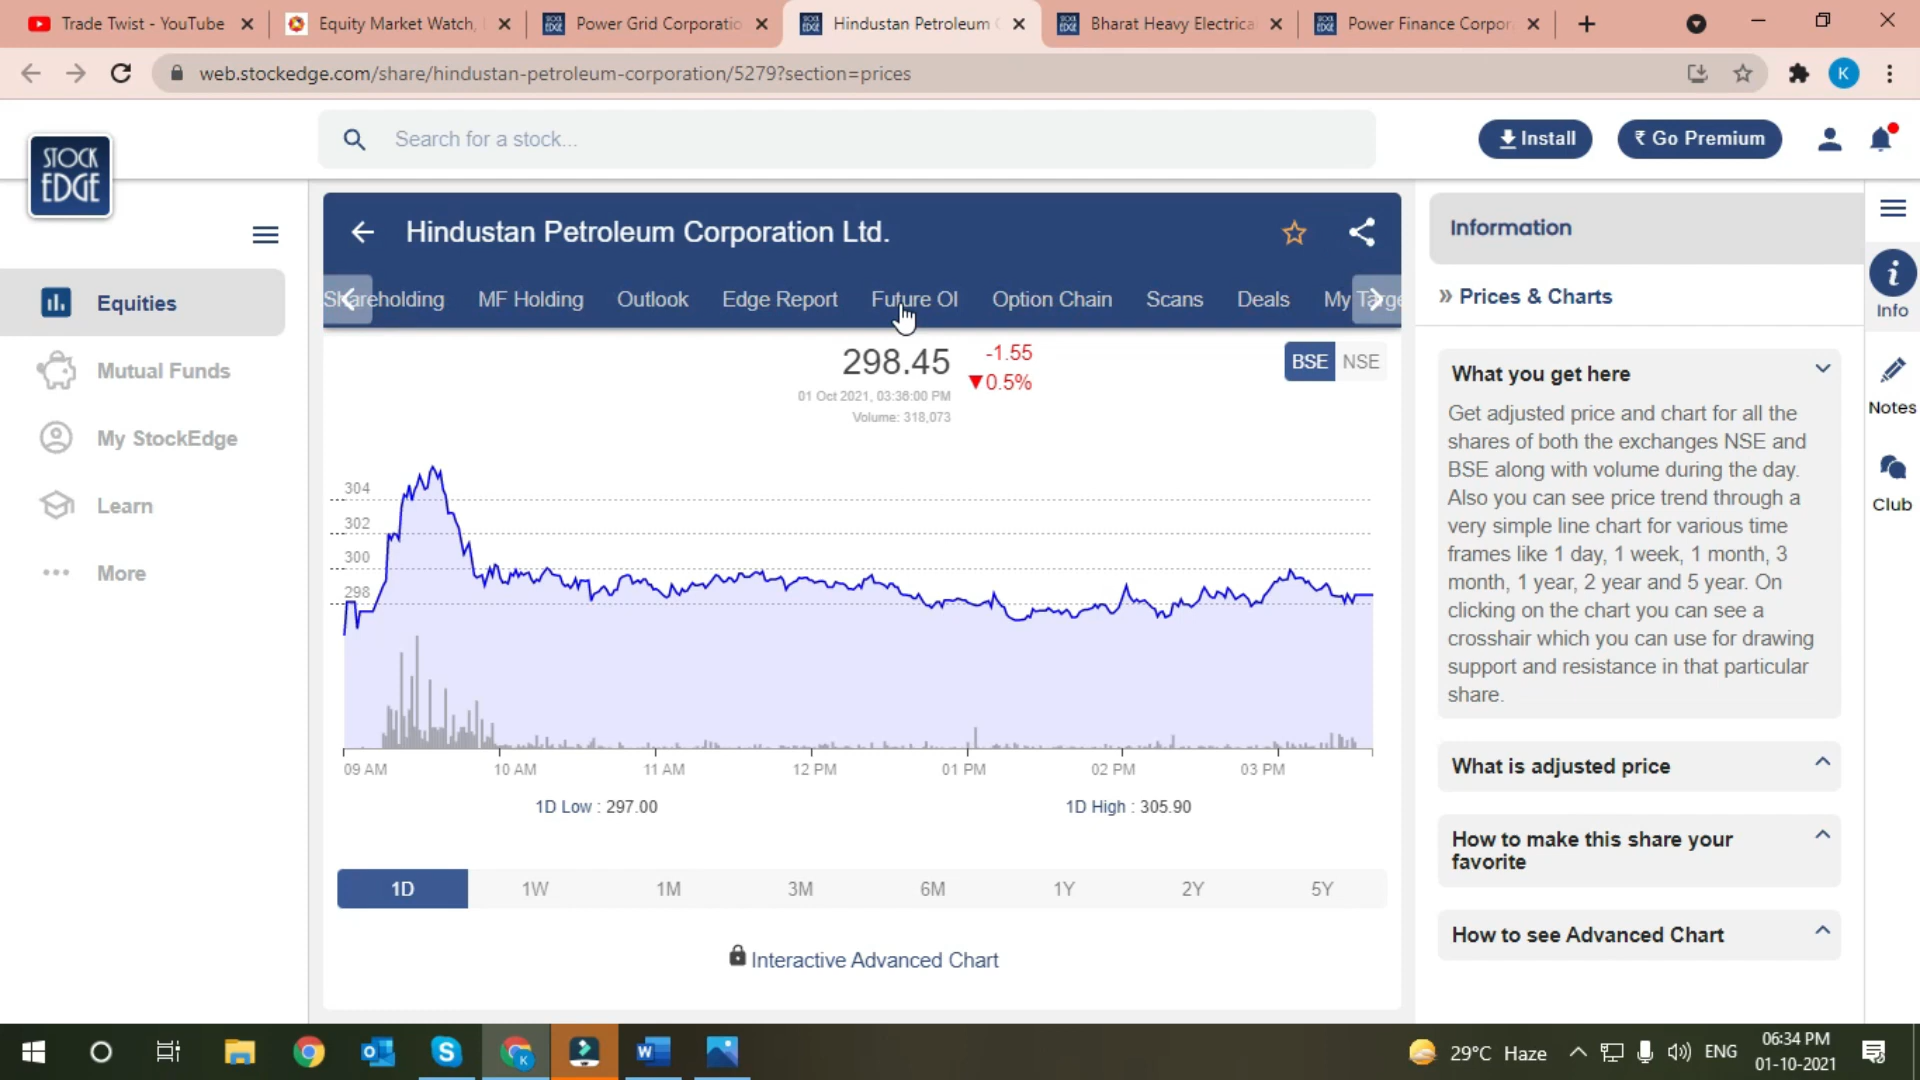 Trade Twist - YouTube
Equity Market Watch,
Power Grid Corporatio
Hindustan Petroleum
Bharat Heavy Electrica
Power Finance Corpor
web.stockedge.com/share/hindustan-petroleum-corporation/5279?section=prices
K
STOCK
EDGE
Search for a stock...
Install
₹ Go Premium
Equities
Mutual Funds
My StockEdge
Learn
More
Hindustan Petroleum Corporation Ltd.
Shareholding MF Holding Outlook Edge Report Future OI Option Chain Scans Deals My Targe
298.45
-1.55
▼0.5%
01 Oct 2021, 03:36:00 PM
Volume: 318,073
BSE NSE
304
302
300
298
09 AM 10 AM 11 AM 12 PM 01 PM 02 PM 03 PM
1D Low : 297.00 1D High : 305.90
1D 1W 1M 3M 6M 1Y 2Y 5Y
Interactive Advanced Chart
Information
» Prices & Charts
What you get here
Get adjusted price and chart for all the
shares of both the exchanges NSE and
BSE along with volume during the day.
Also you can see price trend through a
very simple line chart for various time
frames like 1 day, 1 week, 1 month, 3
month, 1 year, 2 year and 5 year. On
clicking on the chart you can see a
crosshair which you can use for drawing
support and resistance in that particular
share.
What is adjusted price
How to make this share your
favorite
How to see Advanced Chart
Info
Notes
Club
29°C Haze
ENG
06:34 PM
01-10-2021